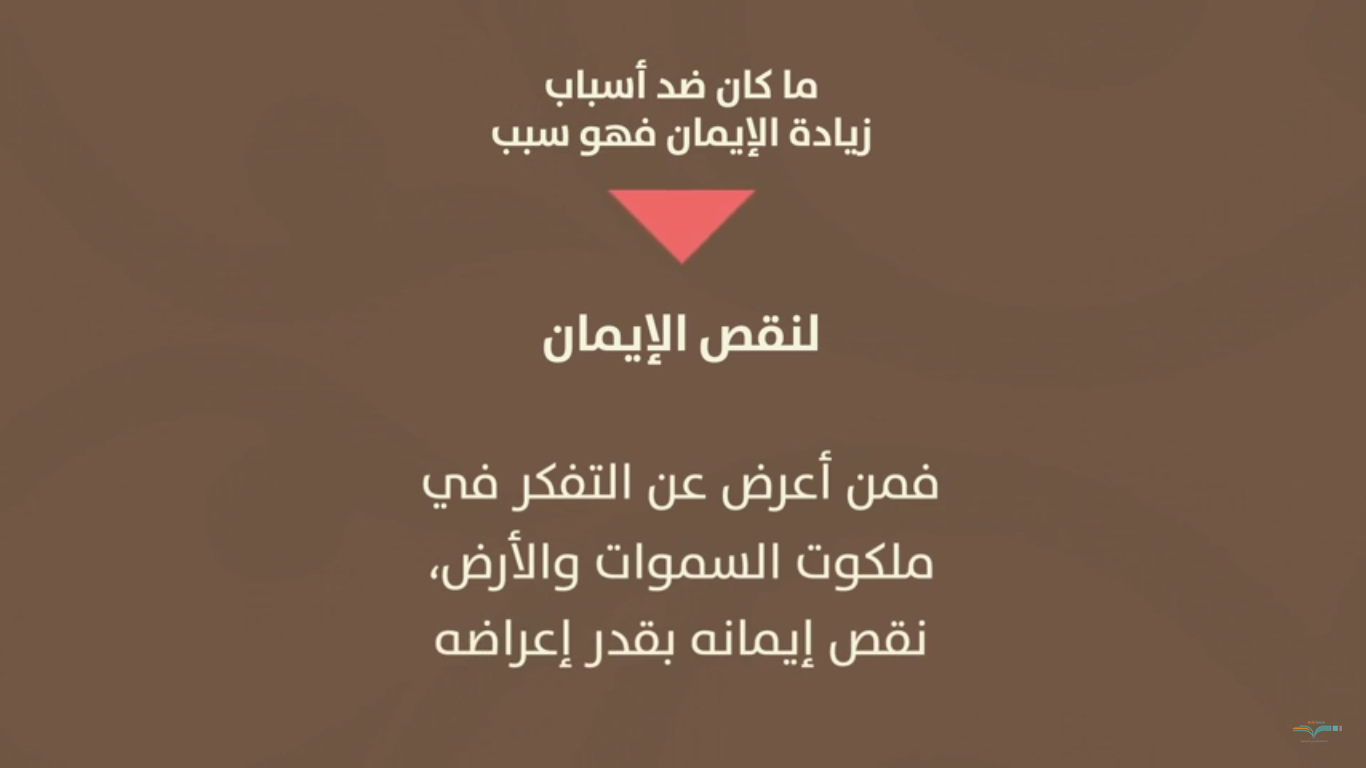 ما كان ضد أسباب
زيادة الإيمان فهو سبب
لنقص الإيمان
فمن أعرض عن التفكر في
ملكوت السموات والأرض،
نقص إيمانه بقدر إعراضه